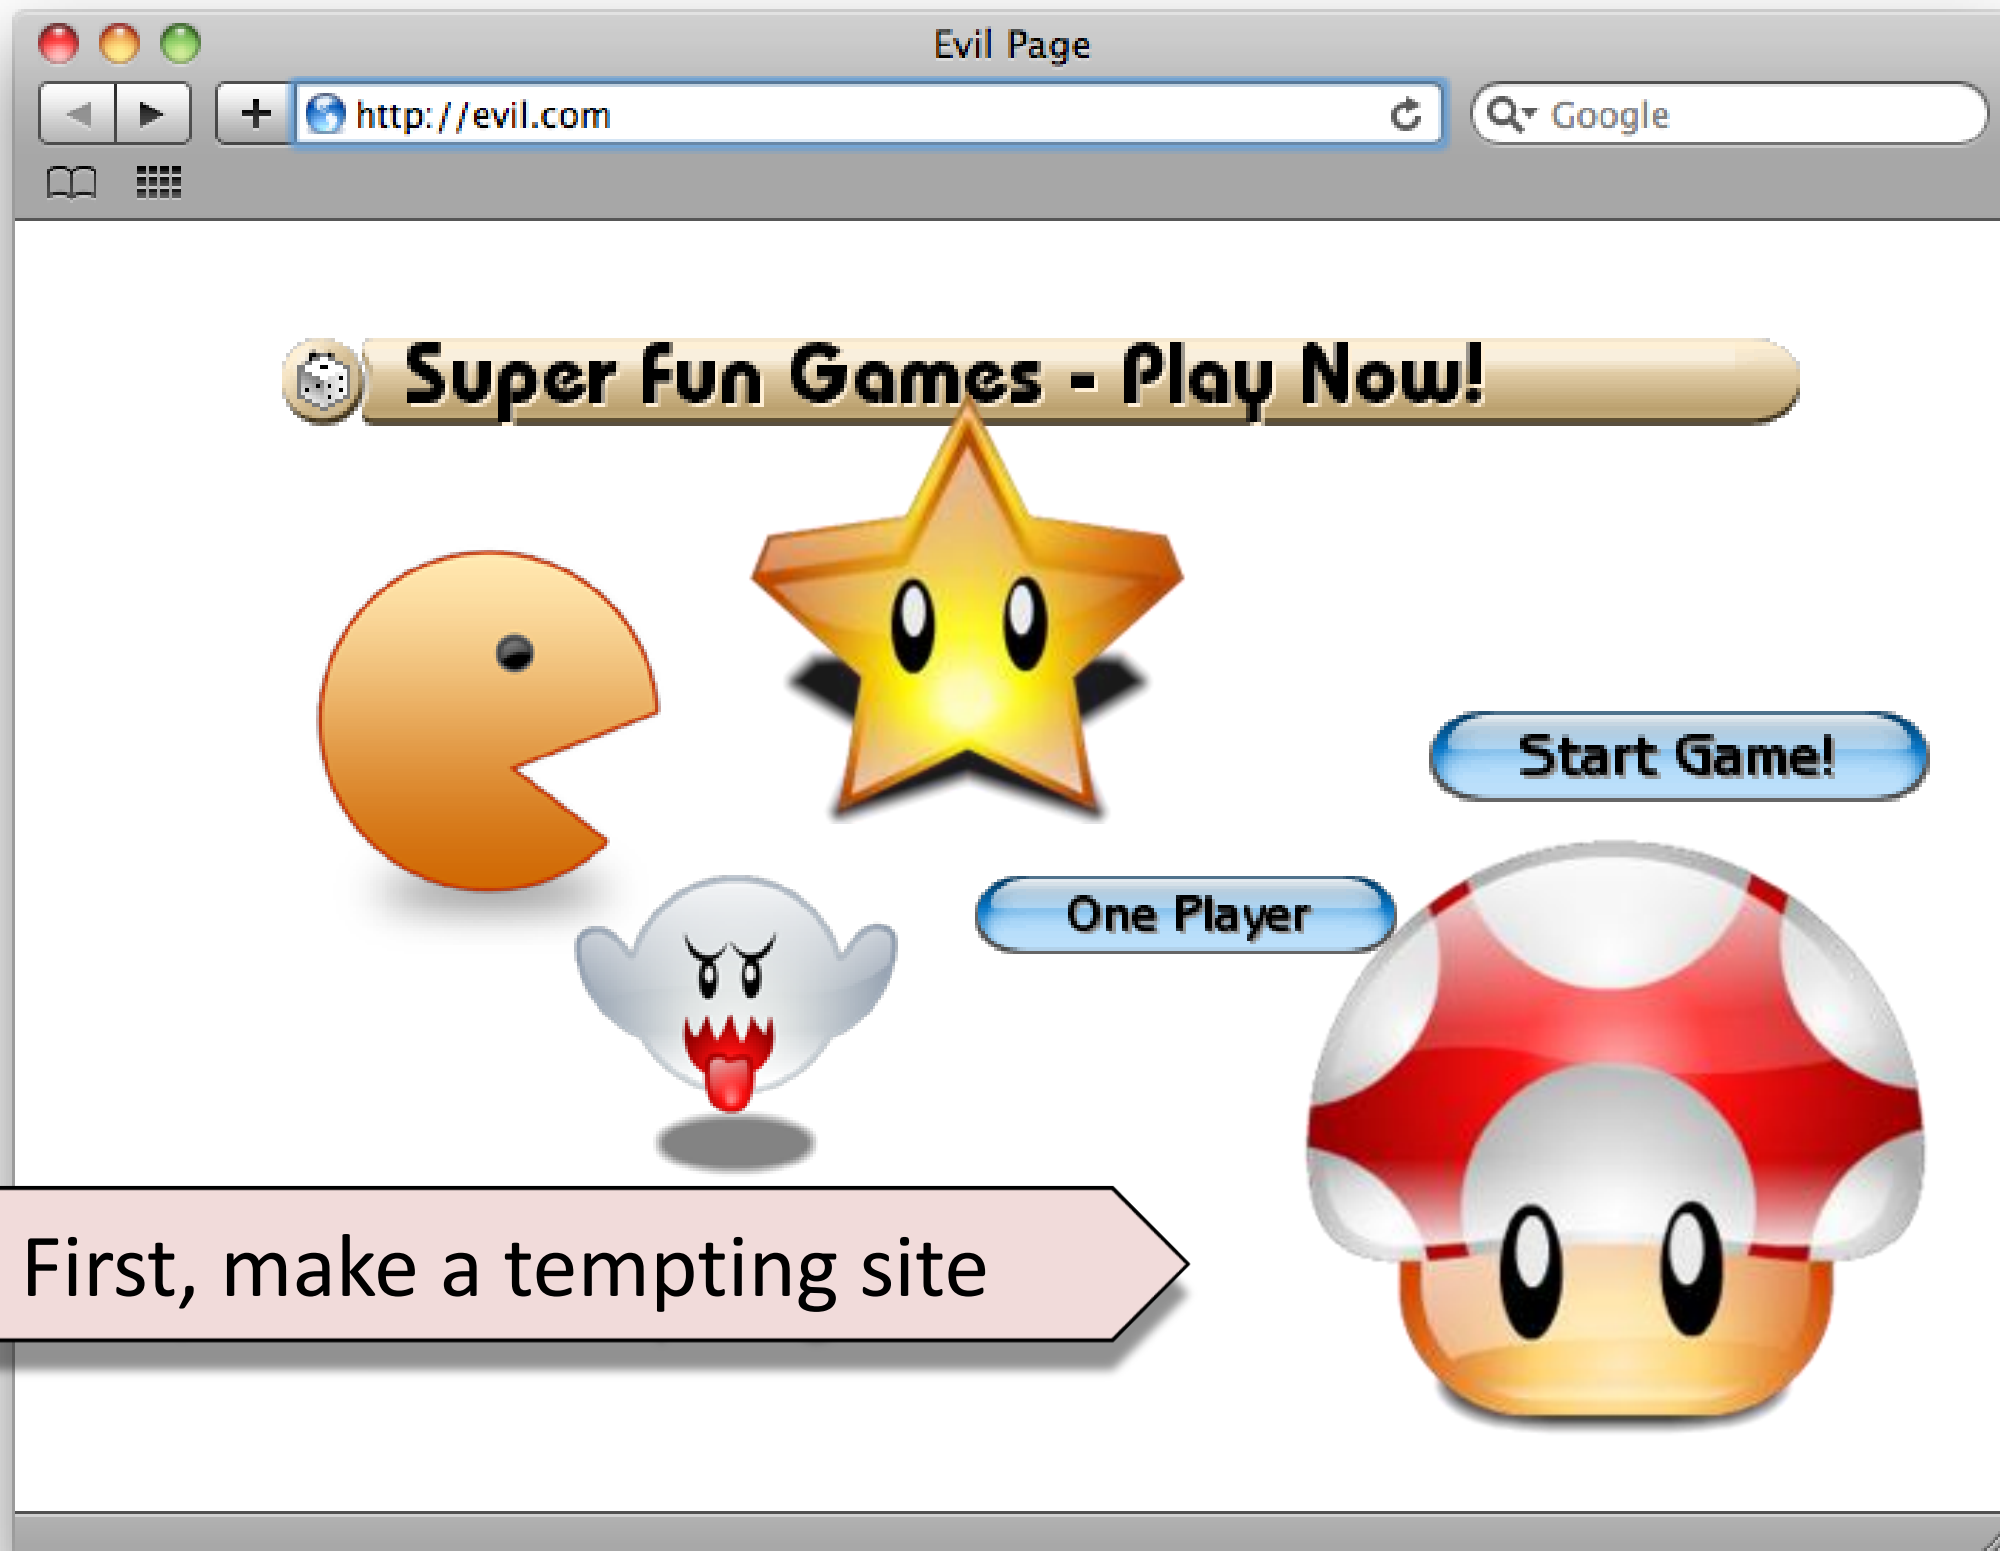 Evil Page
http://evil.com
Google
Super Fun Games - Play Now!
Start Game!
One Player
First, make a tempting site